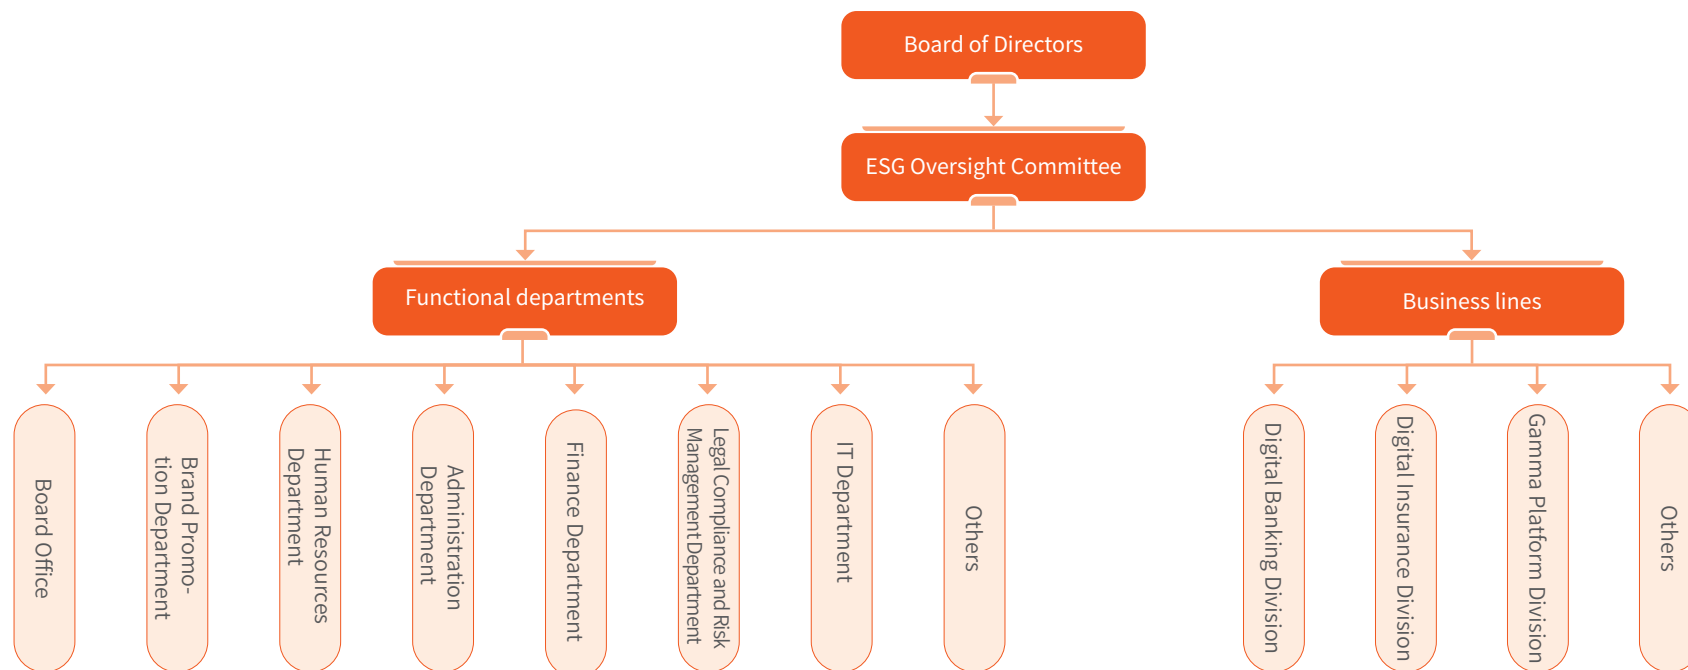 Board of Directors
ESG Oversight Committee
Functional departments
Business lines
Board Office
Brand Promo-
tion Department
Human Resources
Department
Administration
Department
Finance Department
Legal Compliance and Risk
Management Department
IT Department
Others
Digital Banking Division
Digital Insurance Division
Gamma Platform Division
Others